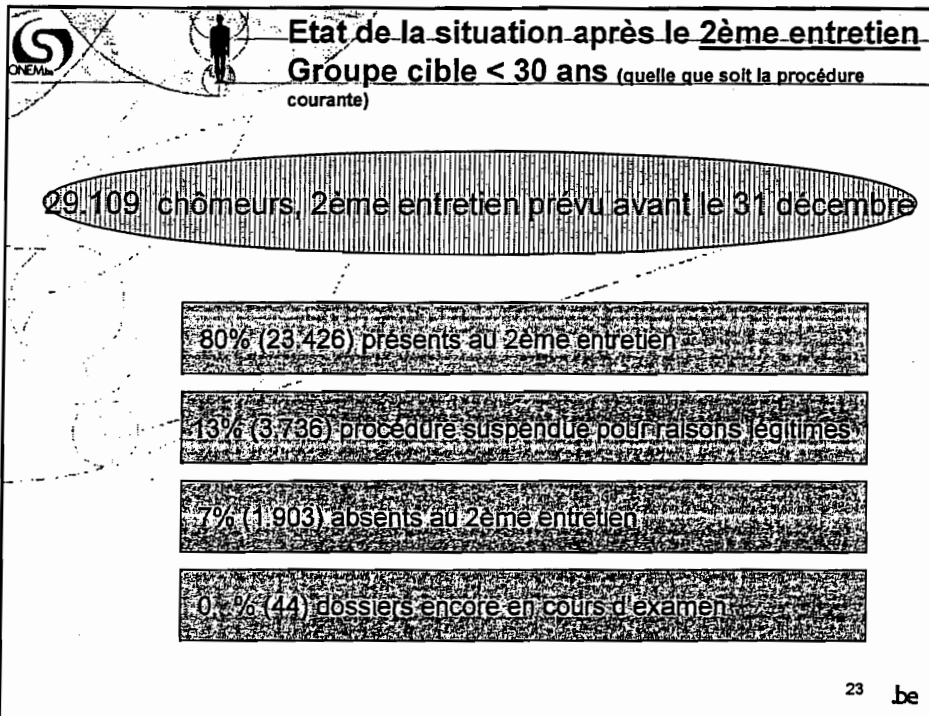 ONEM.be
Etat de la situation après le 2ème entretien
Groupe cible < 30 ans (quelle que soit la procédure
courante)
29.109 chômeurs, 2ème entretien prévu avant le 31 décembre
80% (23.426) présents au 2ème entretien
13% (3.736) procédure suspendue pour raisons légitimes
7% (1.903) absents au 2ème entretien
(44) dossiers encore en cours d'examen
23
.be